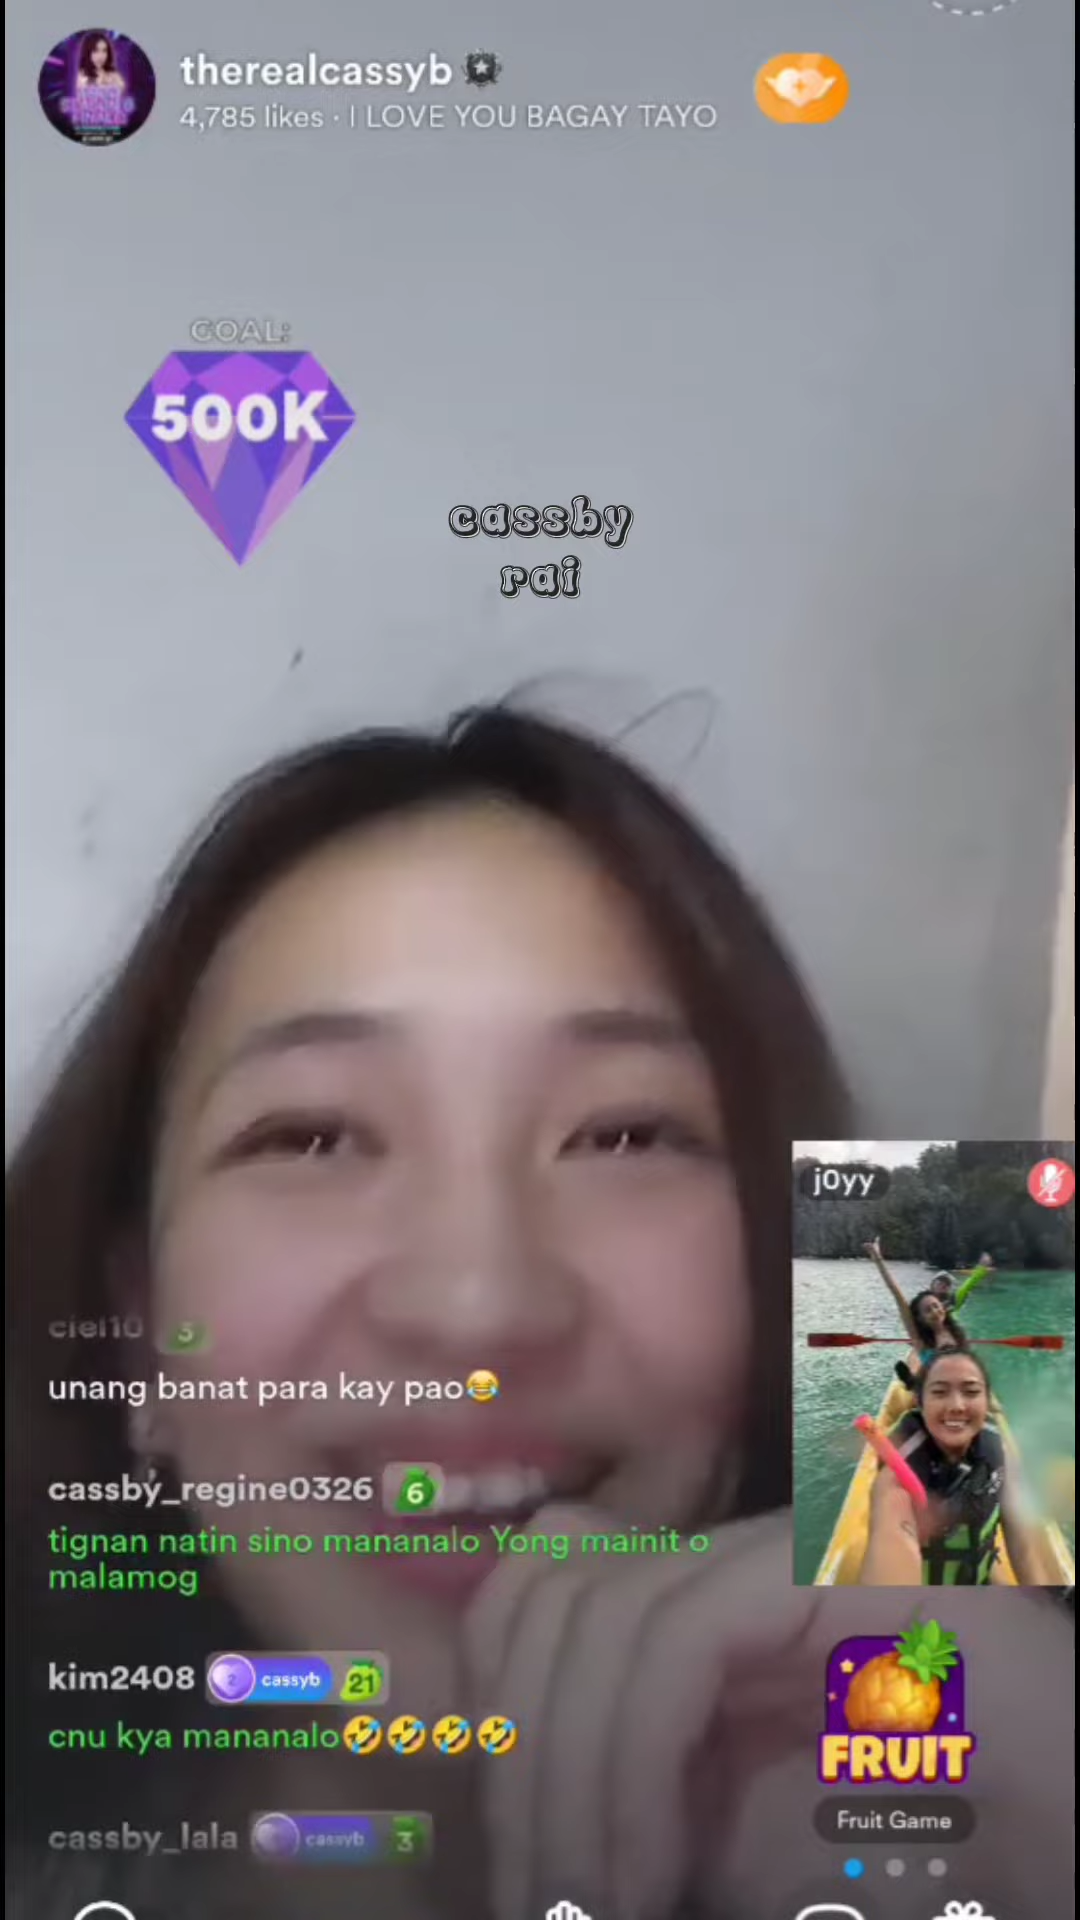 therealcassyb
4,785 likes · I LOVE YOU BAGAY TAYO
GOAL:
500K
cassby
rai
j0yy
ciel10 3
unang banat para kay pao😂
cassby_regine0326 6
tignan natin sino mananalo Yong mainit o
malamog
kim2408 2 cassyb 21
cnu kya mananalo🤣🤣🤣🤣
cassby_lala cassyb 3
FRUIT
Fruit Game